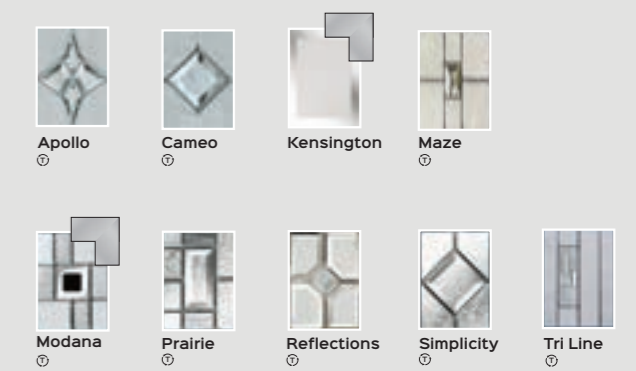 Apollo Cameo Kensington Maze
Ⓣ Ⓣ Ⓣ
Modana Prairie Reflections Simplicity Tri Line
Ⓣ Ⓣ Ⓣ Ⓣ Ⓣ